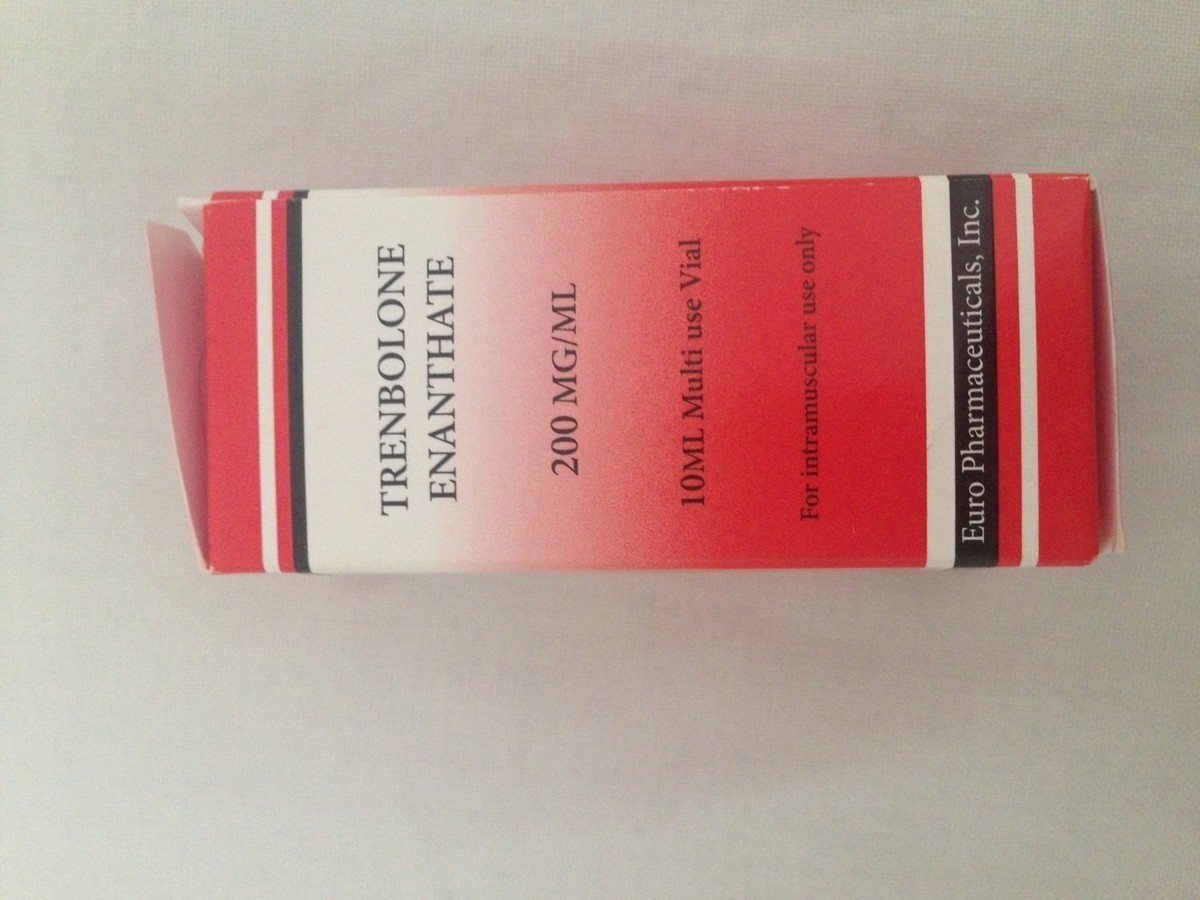 TRENBOLONE
ENANTHATE
200 MG/ML
10ML Multi use Vial
For intramuscular use only
Euro Pharmaceuticals, Inc.